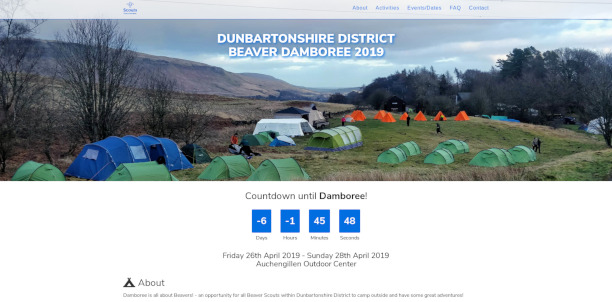 Scouts
About Activities Events/Dates FAQ Contact
DUNBARTONSHIRE DISTRICT
BEAVER DAMBOREE 2019
Countdown until Damboree!
-6 -1 45 48
Days Hours Minutes Seconds
Friday 26th April 2019 - Sunday 28th April 2019
Auchengillen Outdoor Center
About
Damboree is all about Beavers! - an opportunity for all Beaver Scouts within Dunbartonshire District to camp outside and have some great adventures!